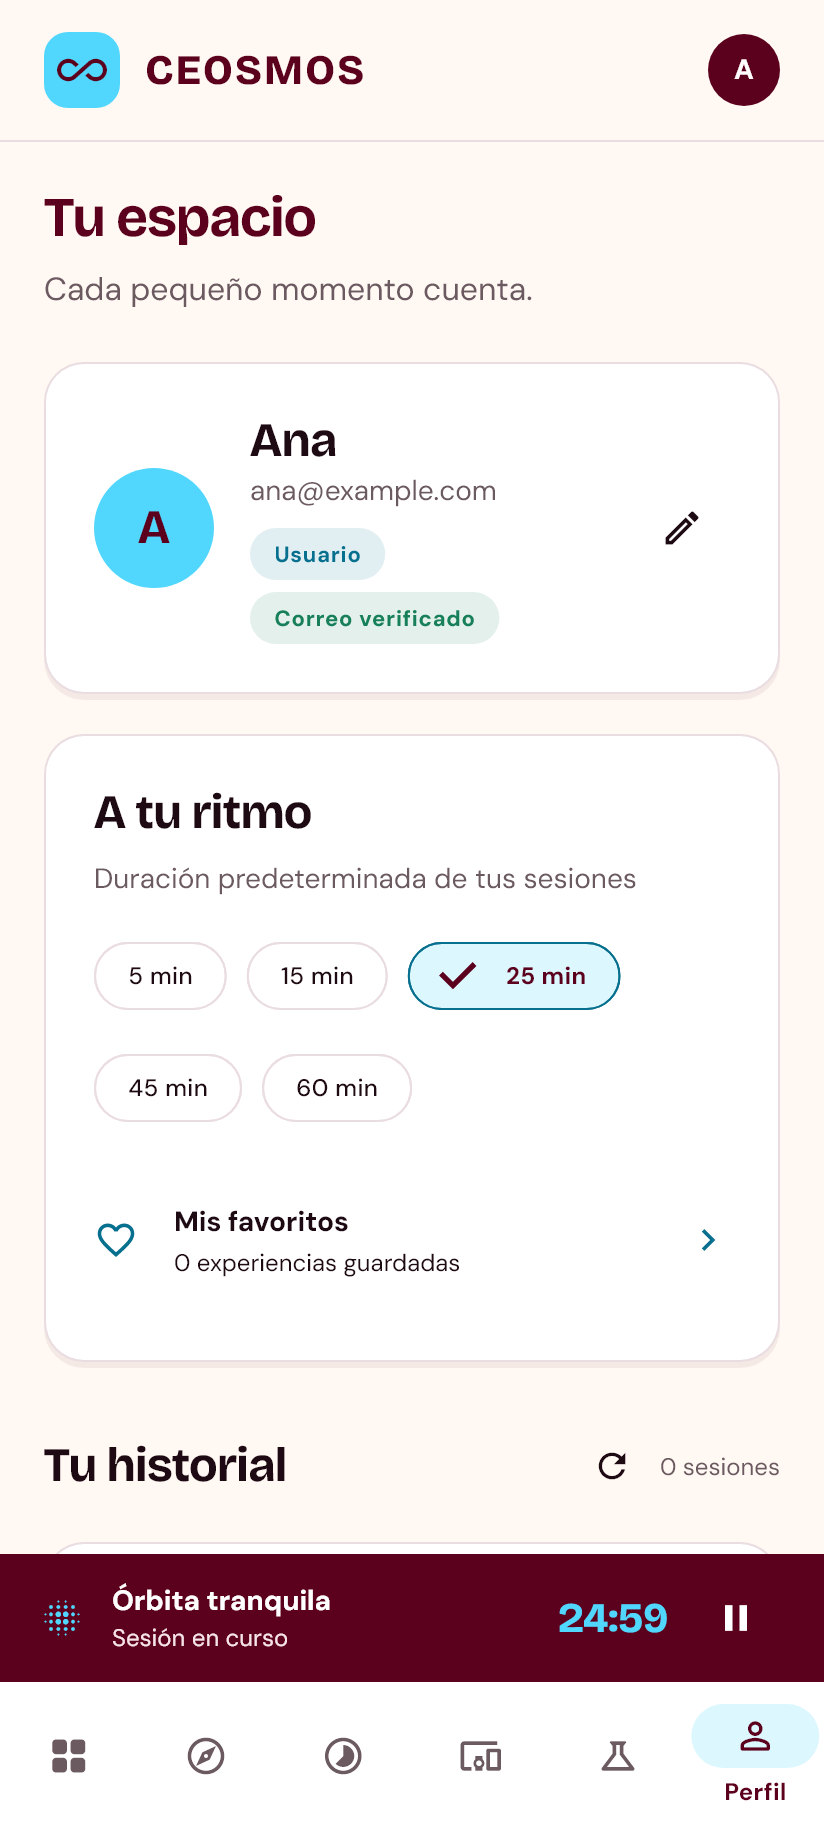 CEOSMOS
A
Tu espacio
Cada pequeño momento cuenta.
A
Ana
ana@example.com
Usuario
Correo verificado
A tu ritmo
Duración predeterminada de tus sesiones
5 min
15 min
25 min
45 min
60 min
Mis favoritos
0 experiencias guardadas
Tu historial
0 sesiones
Órbita tranquila
Sesión en curso
24:59
Perfil